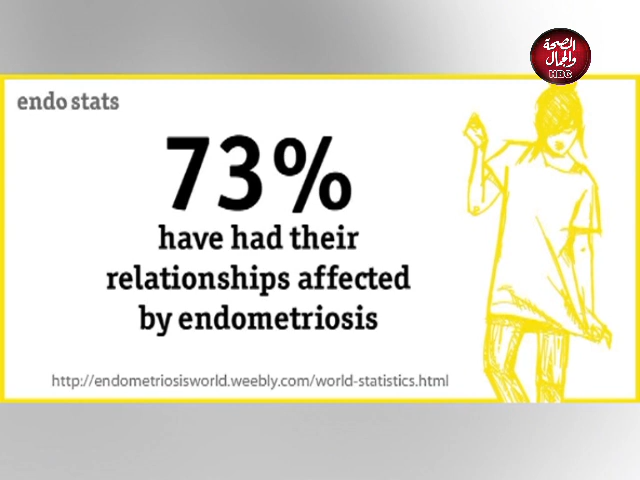 الصحة
والجمال
HBC
endo stats
73%
have had their
relationships affected
by endometriosis
http://endometriosisworld.weebly.com/world-statistics.html